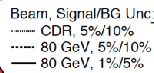 Beam, Signal/BG Unc
CDR, 5%/10%
80 GeV, 5%/10%
80 GeV, 1%/5%